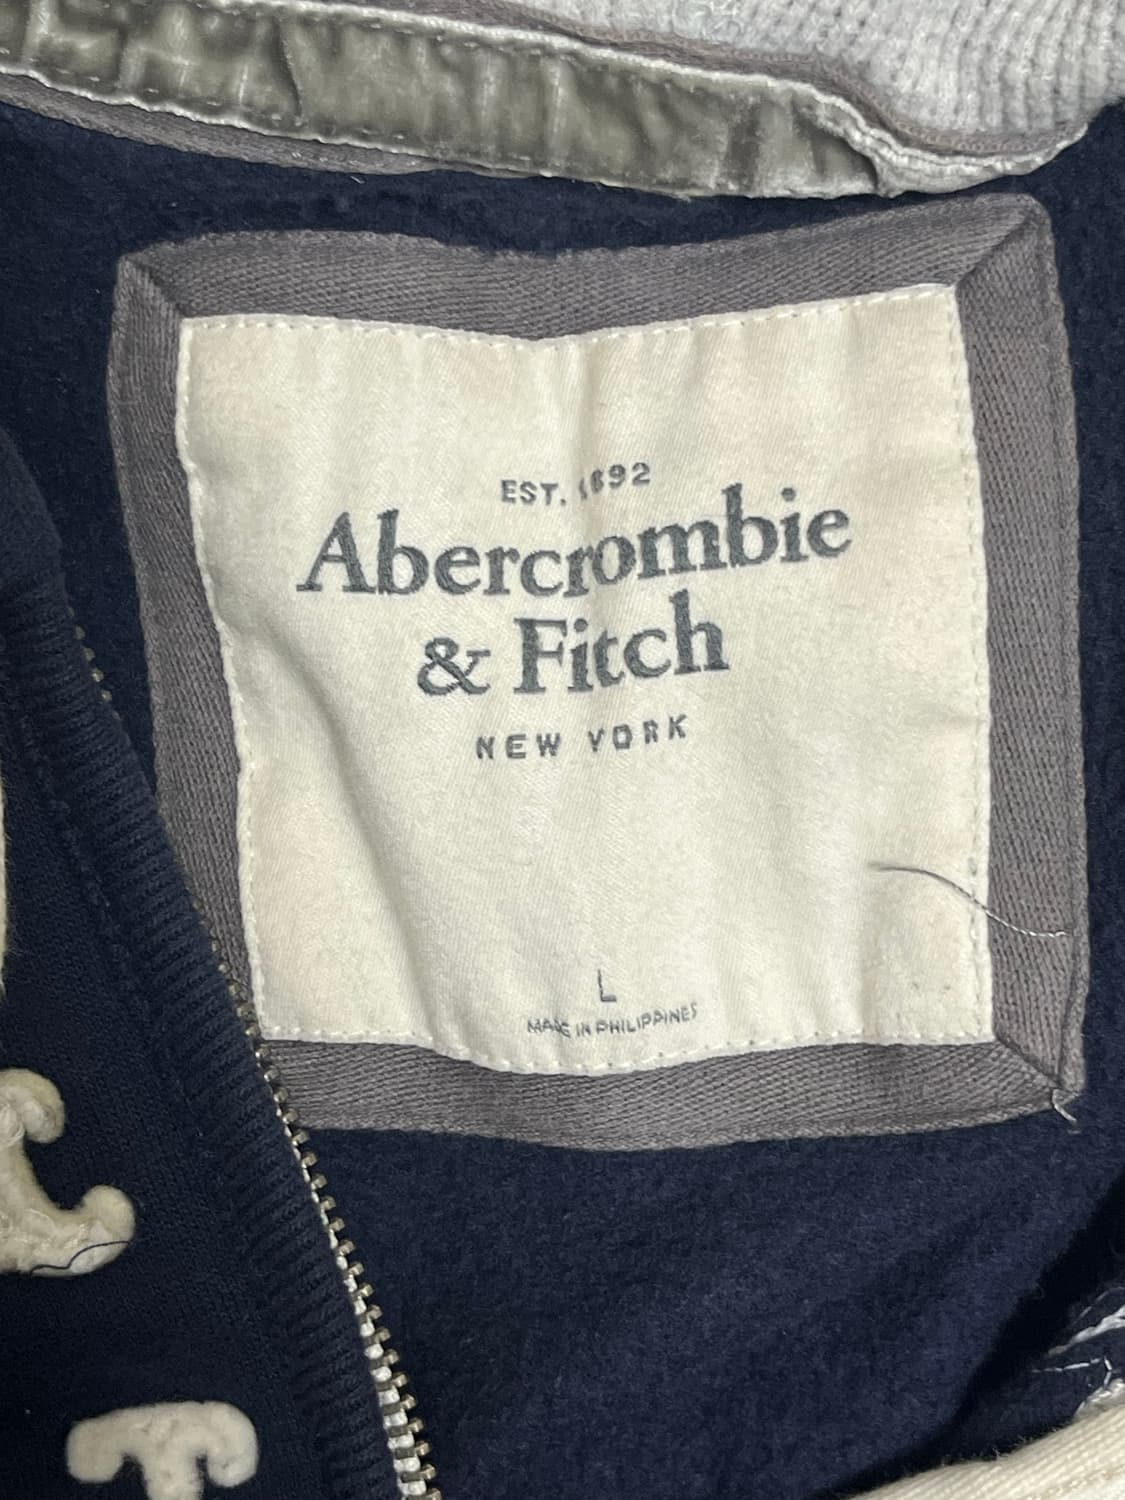 EST. 1892
Abercrombie
& Fitch
NEW YORK
L
MADE IN PHILIPPINES